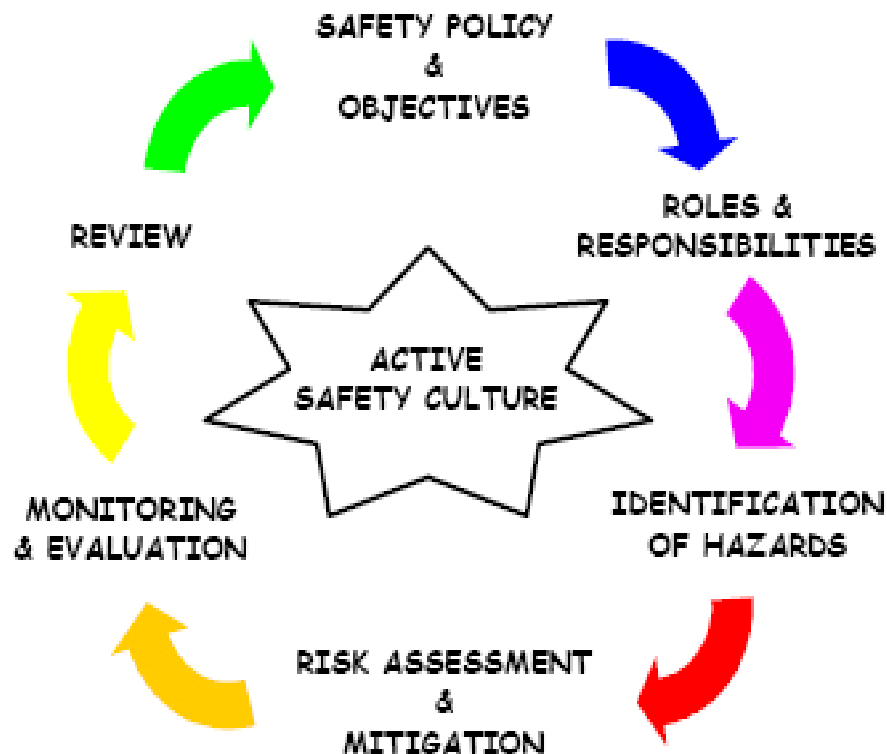 SAFETY POLICY
&
OBJECTIVES
ROLES &
RESPONSIBILITIES
IDENTIFICATION
OF HAZARDS
RISK ASSESSMENT
&
MITIGATION
MONITORING
& EVALUATION
REVIEW
ACTIVE
SAFETY CULTURE